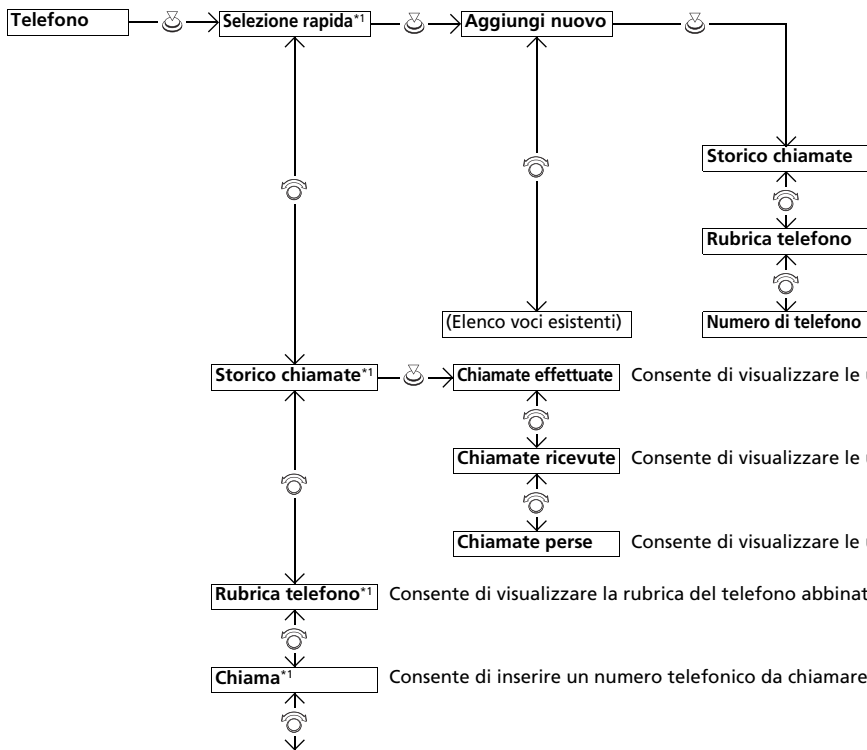 Telefono
Selezione rapida*1
Aggiungi nuovo
Storico chiamate
Rubrica telefono
(Elenco voci esistenti)
Numero di telefono
Storico chiamate*1
Chiamate effettuate
Consente di visualizzare le
Chiamate ricevute
Consente di visualizzare le
Chiamate perse
Consente di visualizzare le
Rubrica telefono*1
Consente di visualizzare la rubrica del telefono
Chiama*1
Consente di inserire un numero telefonico da chiamare